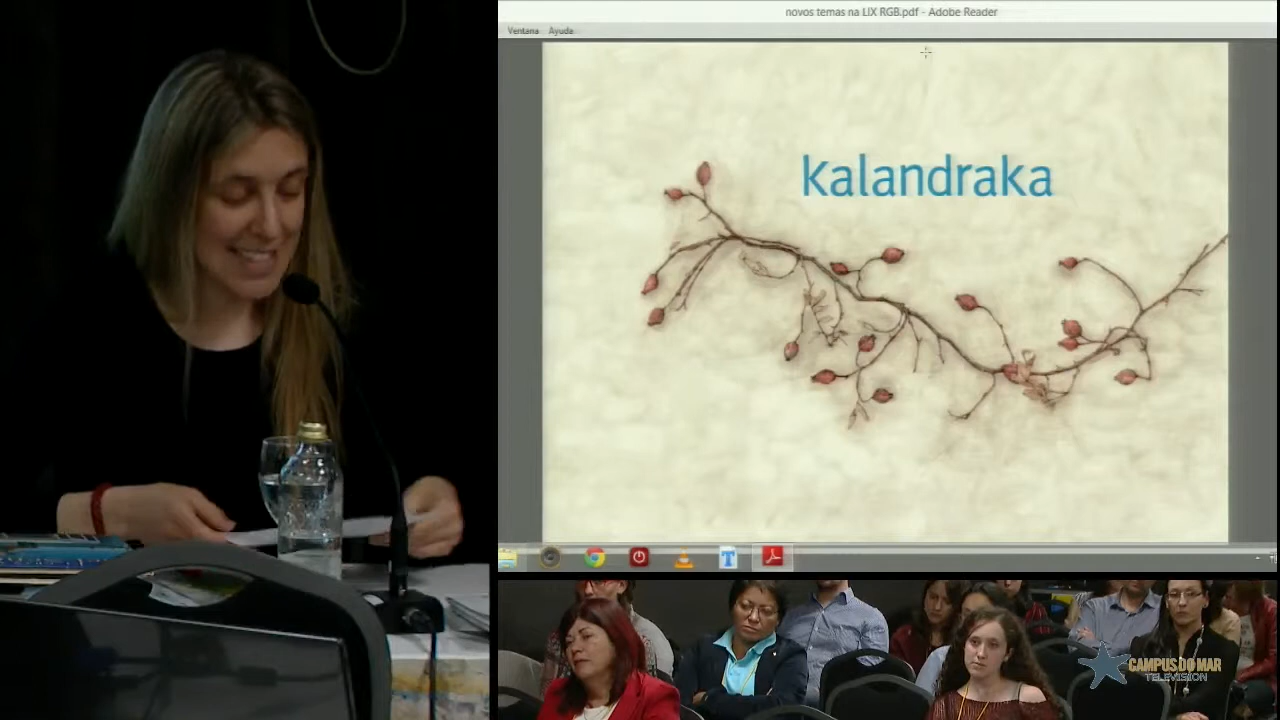 novos temas na LIX RGB.pdf - Adobe Reader
Ventana Ayuda
kalandraka
CAMPUS DO MAR
TELEVISION